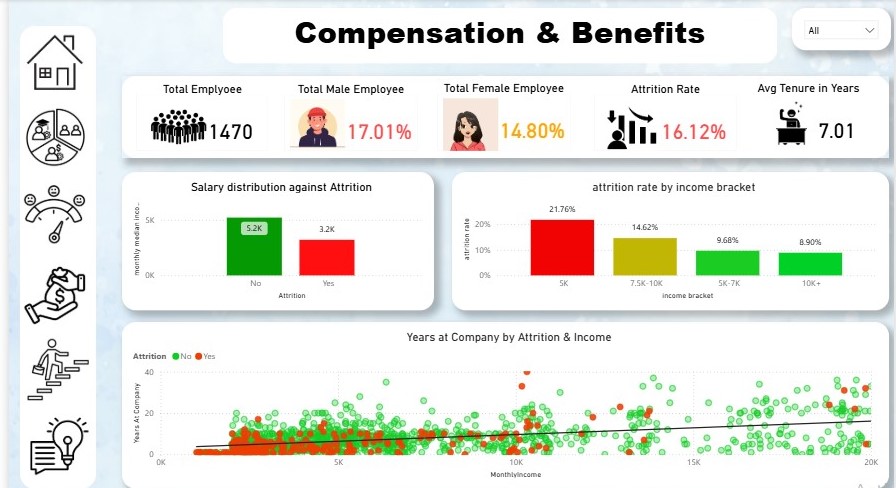 Compensation & Benefits
All
Total Emplyoee
1470
Total Male Employee
17.01%
Total Female Employee
14.80%
Attrition Rate
16.12%
Avg Tenure in Years
7.01
Salary distribution against Attrition
monthly median inco...
5K
0K
5.2K
3.2K
No
Yes
Attrition
attrition rate by income bracket
attrition rate
20%
10%
0%
21.76%
14.62%
9.68%
8.90%
5K
7.5K-10K
5K-7K
10K+
income bracket
Years at Company by Attrition & Income
Attrition No Yes
Years At Company
40
20
0
0K 5K 10K 15K 20K
MonthlyIncome